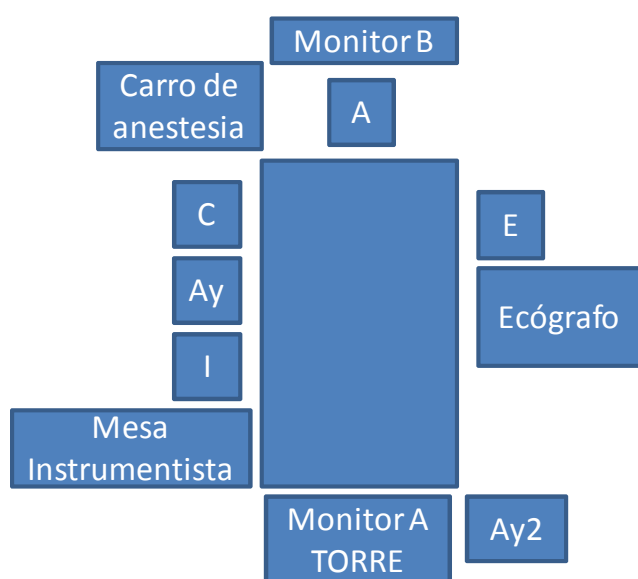 Monitor B
Carro de
anestesia
A
C
E
Ay
Ecógrafo
I
Mesa
Instrumentista
Monitor A
TORRE
Ay2